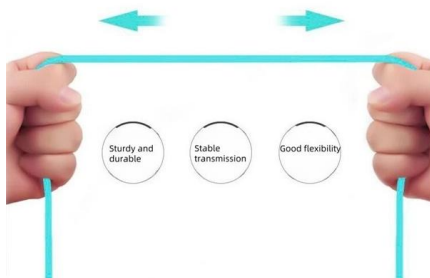 Sturdy and
durable
Stable
transmission
Good flexibility